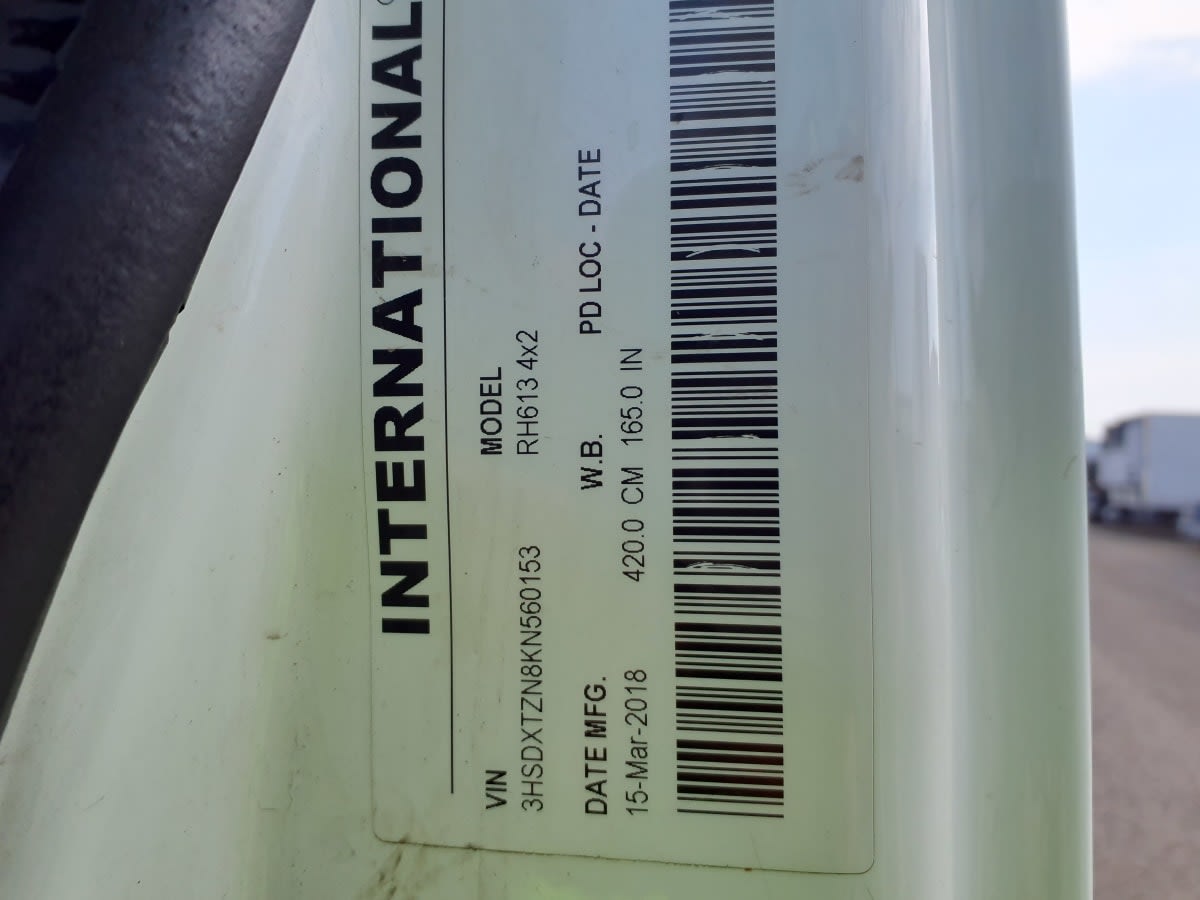 INTERNATIONAL
VIN MODEL
3HSDXTZN8KN560153 RH613 4x2
DATE MFG. W.B. PD LOC - DATE
15-Mar-2018 420.0 CM 165.0 IN